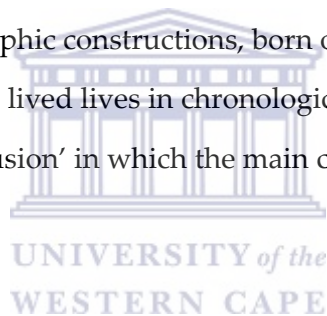 phic constructions, born o
lived lives in chronologic
usion’ in which the main c
UNIVERSITY of the
WESTERN CAPE